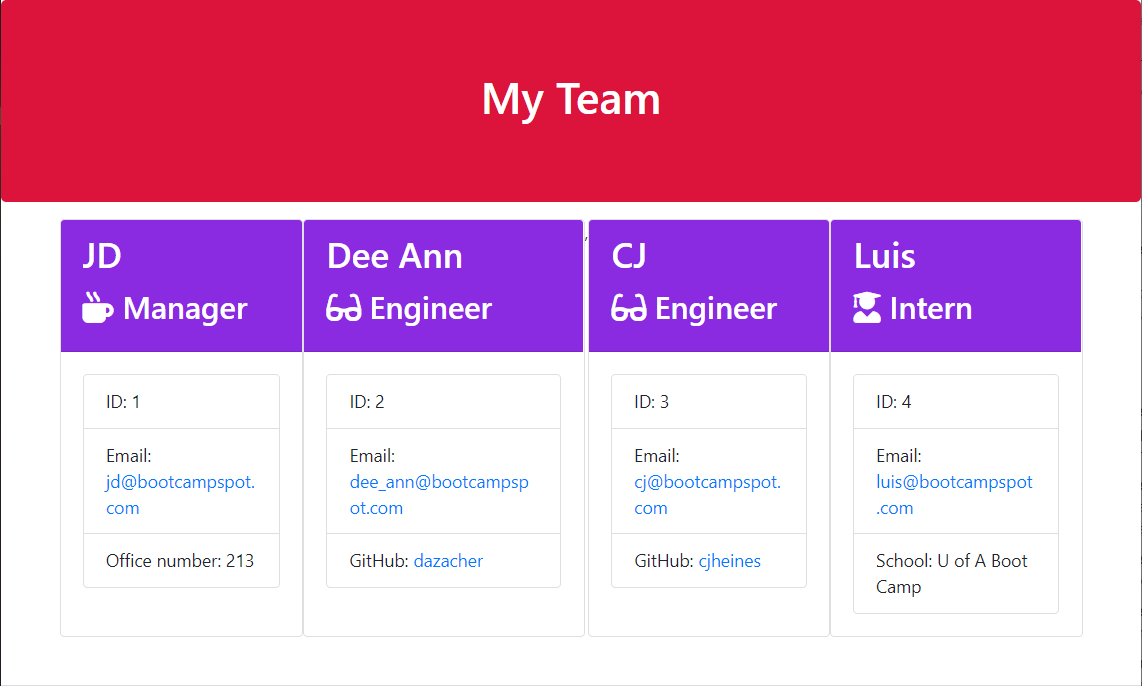 My Team
JD
Manager
ID: 1
Email:
jd@bootcampspot.
com
Office number: 213
Dee Ann
Engineer
ID: 2
Email:
dee_ann@bootcampsp
ot.com
GitHub: dazacher
,
CJ
Engineer
ID: 3
Email:
cj@bootcampspot.
com
GitHub: cjheines
Luis
Intern
ID: 4
Email:
luis@bootcampspot
.com
School: U of A Boot
Camp